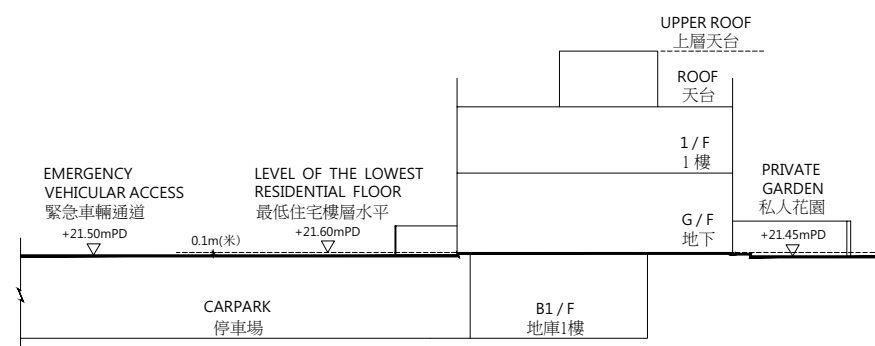 UPPER ROOF
上層天台
ROOF
天台
1 / F
1 樓
EMERGENCY
VEHICULAR ACCESS
緊急車輛通道
+21.50mPD
0.1m(米)
LEVEL OF THE LOWEST
RESIDENTIAL FLOOR
最低住宅樓層水平
+21.60mPD
G / F
地下
PRIVATE
GARDEN
私人花園
+21.45mPD
CARPARK
停車場
B1 / F
地庫1樓